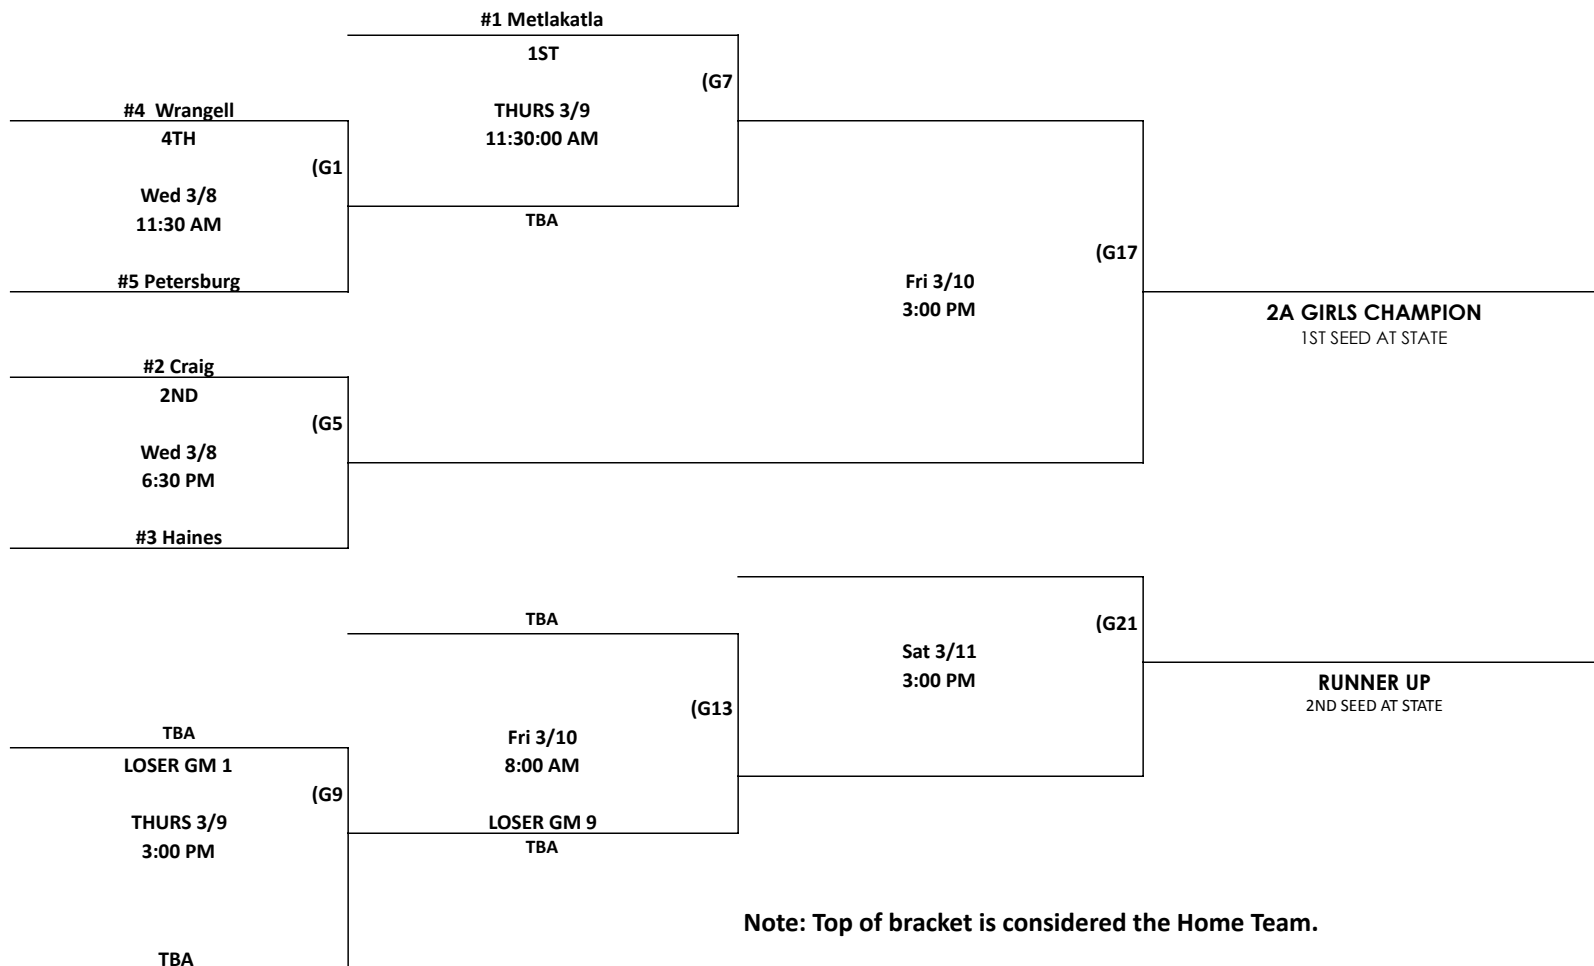 #1 Metlakatla
1ST
(G7
THURS 3/9
11:30:00 AM
#4  Wrangell
4TH
(G1
Wed 3/8
11:30 AM
TBA
#5 Petersburg
(G17
Fri 3/10
3:00 PM
2A GIRLS CHAMPION
1ST SEED AT STATE
#2 Craig
2ND
(G5
Wed 3/8
6:30 PM
#3 Haines
TBA
(G21
Sat 3/11
3:00 PM
RUNNER UP
2ND SEED AT STATE
(G13
Fri 3/10
8:00 AM
TBA
LOSER GM 1
(G9
THURS 3/9
3:00 PM
LOSER GM 9
TBA
Note: Top of bracket is considered the Home Team.
TBA